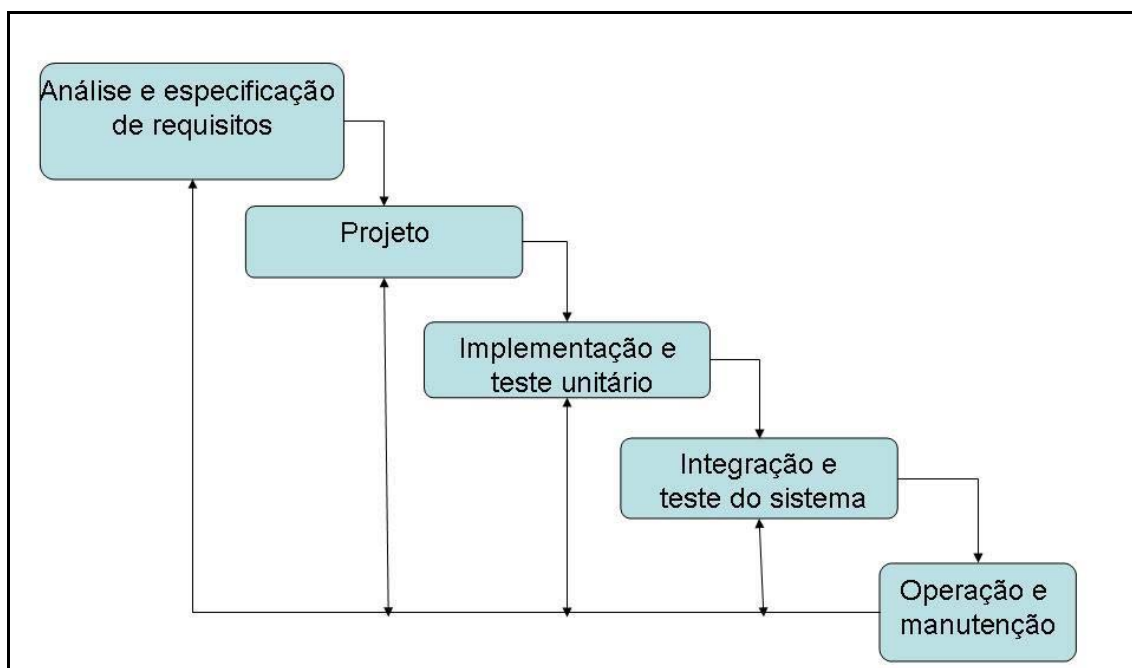 Análise e especificação
de requisitos
Projeto
Implementação e
teste unitário
Integração e
teste do sistema
Operação e
manutenção